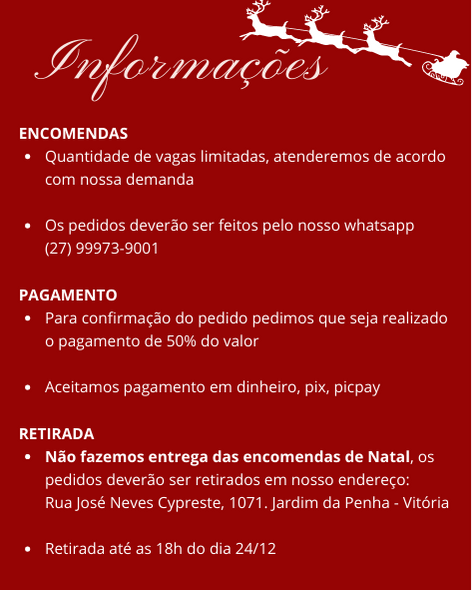 Informações
ENCOMENDAS
• Quantidade de vagas limitadas, atenderemos de acordo
com nossa demanda
• Os pedidos deverão ser feitos pelo nosso whatsapp
(27) 99973-9001
PAGAMENTO
• Para confirmação do pedido pedimos que seja realizado
o pagamento de 50% do valor
• Aceitamos pagamento em dinheiro, pix, picpay
RETIRADA
• Não fazemos entrega das encomendas de Natal, os
pedidos deverão ser retirados em nosso endereço:
Rua José Neves Cypreste, 1071. Jardim da Penha - Vitória
• Retirada até as 18h do dia 24/12